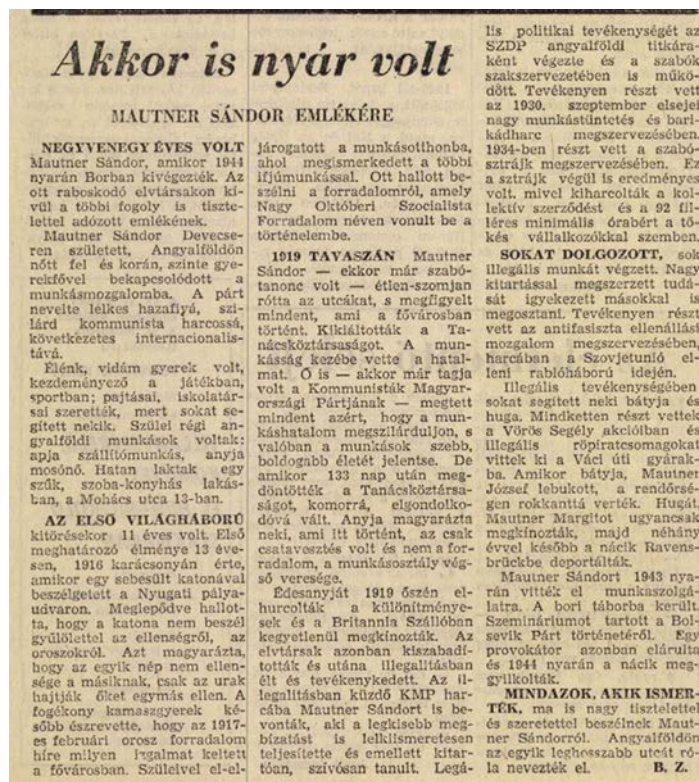 Akkor is nyár volt
MAUTNER SÁNDOR EMLÉKÉRE
NEGYVENEGY ÉVES VOLT
Mautner Sándor, amikor 1944
nyarán Borban kivégezték. Az
ott raboskodó elvtársakon kí-
vül a többi fogoly is tiszte-
lettel adózott emlékének.
Mautner Sándor Devecse-
ren született, Angyalföldön
nőtt fel és korán, szinte gye-
rekfővel bekapcsolódott a
munkásmozgalomba. A párt
nevelte lelkes hazafivá, szi-
lárd kommunista harcossá,
következetes internacionalis-
tává.
Élénk, vidám gyerek volt,
kezdeményező a játékban,
sportban; pajtásai, iskolatár-
sai szerették, mert sokat se-
gített nekik. Szülei régi an-
gyalföldi munkások voltak:
apja szállítómunkás, anyja
mosónő. Hatan laktak egy
szűk, szoba-konyhás lakás-
ban, a Mohács utca 13-ban.
AZ ELSŐ VILÁGHÁBORÚ
kitörésekor 11 éves volt. Első
meghatározó élménye 13 éve-
sen, 1916 karácsonyán érte,
amikor egy sebesült katonával
beszélgetett a Nyugati pálya-
udvaron. Meglepődve hallot-
ta, hogy a katona nem beszél
gyűlölettel az ellenségről, az
oroszokról. Azt magyarázta,
hogy az egyik nép nem ellen-
sége a másiknak, csak az urak
hajtják őket egymás ellen. A
fogékony kamaszgyerek ké-
sőbb észrevette, hogy az 1917-
es februári orosz forradalom
híre milyen izgalmat keltett
a fővárosban. Szüleivel el-el-
járogatott a munkásotthonba,
ahol megismerkedett a többi
ifjúmunkással. Ott hallott be-
szélni a forradalomról, amely
Nagy Októberi Szocialista
Forradalom néven vonult be a
történelembe.
1919 TAVASZÁN Mautner
Sándor — ekkor már szabó-
tanonc volt — étlen-szomjan
rótta az utcákat, s megfigyelt
mindent, ami a fővárosban
történt. Kikiáltották a Ta-
nácsköztársaságot. A mun-
kásság kezébe vette a hatal-
mat. Ő is — akkor már tagja
volt a Kommunisták Magyar-
országi Pártjának — megtett
mindent azért, hogy a mun-
káshatalom megszilárduljon, s
valóban a munkások szebb,
boldogabb életét jelentse. De
amikor 133 nap után meg-
döntötték a Tanácsköztársa-
ságot, komorrá, elgondolko-
dóvá vált. Anyja magyarázta
neki, ami itt történt, az csak
csatavesztés volt és nem a for-
radalom, a munkásosztály vég-
ső veresége.
Édesanyját 1919 őszén el-
hurcolták a különítménye-
sek és a Britannia Szállóban
kegyetlenül megkínozták. Az
elvtársak azonban kiszabadí-
tották és utána illegalitásban
élt és tevékenykedett. Az il-
legalitásban küzdő KMP har-
cába Mautner Sándort is be-
vonták, aki a legkisebb meg-
bízatást is lelkiismeretesen
teljesítette és emellett kitar-
tóan, szívósan tanult. Legá-
lis politikai tevékenységét az
SZDP angyalföldi titkára-
ként végezte és a szabók
szakszervezetében is műkö-
dött. Tevékenyen részt vett
az 1930. szeptember elsejei
nagy munkástüntetés és bari-
kádharc megszervezésében.
1934-ben részt vett a szabó-
sztrájk megszervezésében. Ez
a sztrájk végül is eredményes
volt, mivel kiharcolták a kol-
lektív szerződést és a 92 fil-
léres minimális órabért a tő-
kés vállalkozókkal szemben.
SOKAT DOLGOZOTT, sok
illegális munkát végzett. Nagy
kitartással megszerzett tudá-
sát igyekezett másokkal is
megosztani. Tevékenyen részt
vett az antifasiszta ellenállási
mozgalom megszervezésében,
harcában a Szovjetunió el-
leni rablóháború idején.
Illegális tevékenységében
sokat segített neki bátyja és
huga. Mindketten részt vettek
a Vörös Segély akcióiban és
illegális röpiratcsomagokat
vittek ki a Váci úti gyárak-
ba. Amikor bátyja, Mautner
József lebukott, a rendőrsé-
gen rokkanttá verték. Hugát,
Mautner Margitot ugyancsak
megkínozták, majd néhány
évvel később a nácik Ravens-
brückbe deportálták.
Mautner Sándort 1943 nya-
rán vitték el munkaszolgá-
latra. A bori táborba került.
Szemináriumot tartott a Bol-
sevik Párt történetéről. Egy
provokátor azonban elárulta
és 1944 nyarán a nácik meg-
gyilkolták.
MINDAZOK, AKIK ISMER-
TÉK, ma is nagy tisztelettel
és szeretettel beszélnek Maut-
ner Sándorról. Angyalföldön
az egyik leghosszabb utcát ró-
la nevezték el. B. Z.